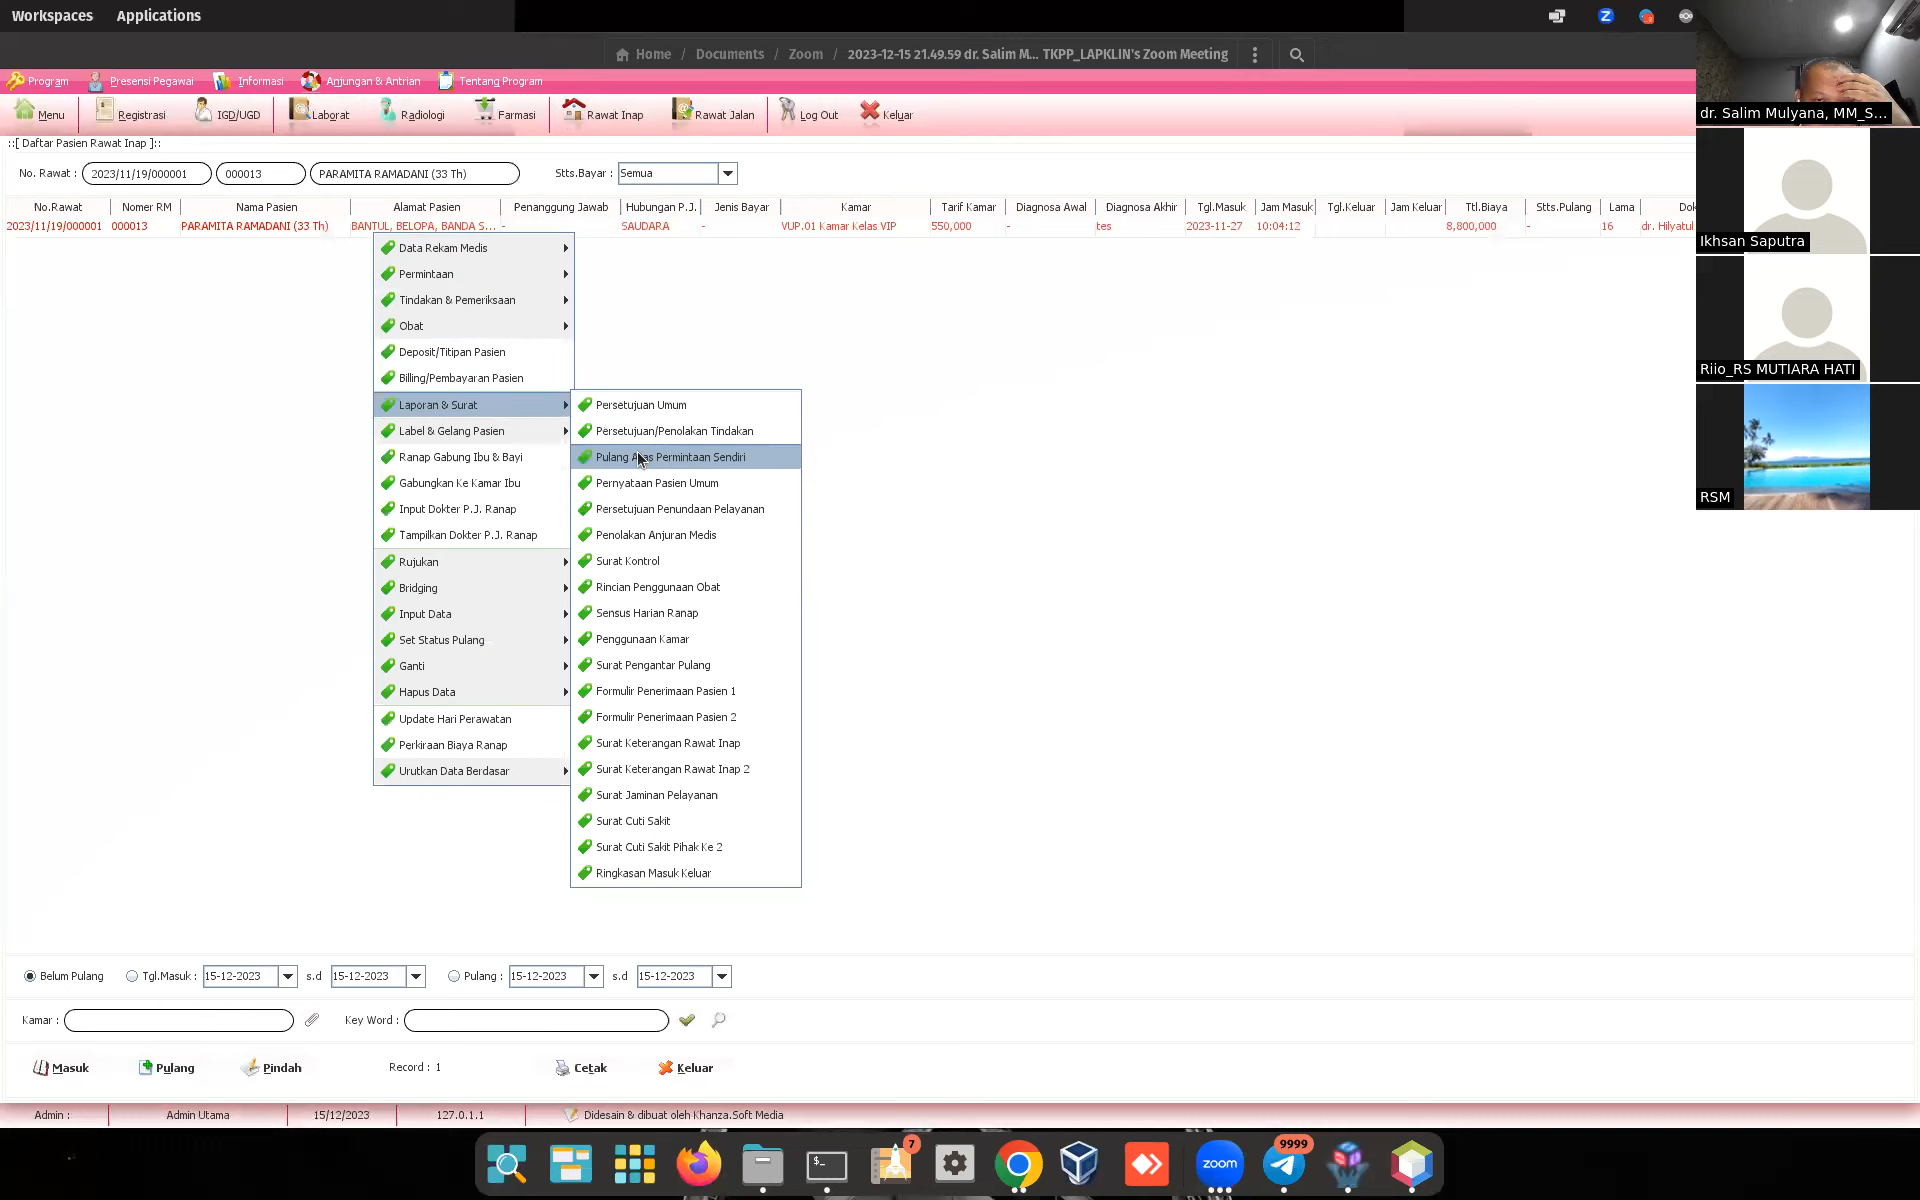 Workspaces Applications
Home / Documents / Zoom / 2023-12-15 21.49.59 dr. Salim M... TKPP_LAPKLIN's Zoom Meeting
Program Presensi Pegawai Informasi Anjungan & Antrian Tentang Program
Menu Registrasi IGD/UGD Laborat Radiologi Farmasi Rawat Inap Rawat Jalan Log Out Keluar
dr. Salim Mulyana, MM_S...
::[ Daftar Pasien Rawat Inap ]::
No. Rawat : 2023/11/19/000001 000013 PARAMITA RAMADANI (33 Th) Stts.Bayar : Semua
No.Rawat Nomer RM Nama Pasien Alamat Pasien Penanggung Jawab Hubungan P.J. Jenis Bayar Kamar Tarif Kamar Diagnosa Awal Diagnosa Akhir Tgl.Masuk Jam Masuk Tgl.Keluar Jam Keluar Ttl.Biaya Stts.Pulang Lama Dok
2023/11/19/000001 000013 PARAMITA RAMADANI (33 Th) BANTUL, BELOPA, BANDA S... - SAUDARA - VUP.01 Kamar Kelas VIP 550,000 - tes 2023-11-27 10:04:12 8,800,000 - 16 dr. Hilyatul
Ikhsan Saputra
Riio_RS MUTIARA HATI
RSM
Data Rekam Medis
Permintaan
Tindakan & Pemeriksaan
Obat
Deposit/Titipan Pasien
Billing/Pembayaran Pasien
Laporan & Surat
Label & Gelang Pasien
Ranap Gabung Ibu & Bayi
Gabungkan Ke Kamar Ibu
Input Dokter P.J. Ranap
Tampilkan Dokter P.J. Ranap
Rujukan
Bridging
Input Data
Set Status Pulang
Ganti
Hapus Data
Update Hari Perawatan
Perkiraan Biaya Ranap
Urutkan Data Berdasar
Persetujuan Umum
Persetujuan/Penolakan Tindakan
Pulang Atas Permintaan Sendiri
Pernyataan Pasien Umum
Persetujuan Penundaan Pelayanan
Penolakan Anjuran Medis
Surat Kontrol
Rincian Penggunaan Obat
Sensus Harian Ranap
Penggunaan Kamar
Surat Pengantar Pulang
Formulir Penerimaan Pasien 1
Formulir Penerimaan Pasien 2
Surat Keterangan Rawat Inap
Surat Keterangan Rawat Inap 2
Surat Jaminan Pelayanan
Surat Cuti Sakit
Surat Cuti Sakit Pihak Ke 2
Ringkasan Masuk Keluar
Belum Pulang Tgl.Masuk : 15-12-2023 s.d 15-12-2023 Pulang : 15-12-2023 s.d 15-12-2023
Kamar : Key Word :
Masuk Pulang Pindah Record : 1 Cetak Keluar
Admin : Admin Utama 15/12/2023 127.0.1.1 Didesain & dibuat oleh Khanza.Soft Media
7 zoom 9999